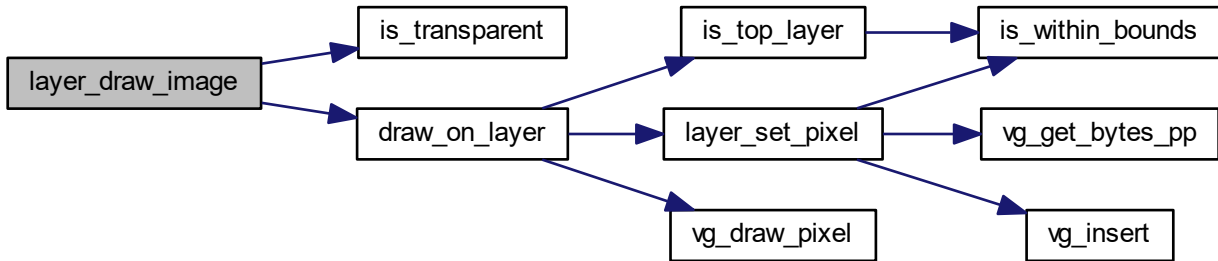 layer_draw_image
is_transparent
draw_on_layer
is_top_layer
layer_set_pixel
vg_draw_pixel
is_within_bounds
vg_get_bytes_pp
vg_insert